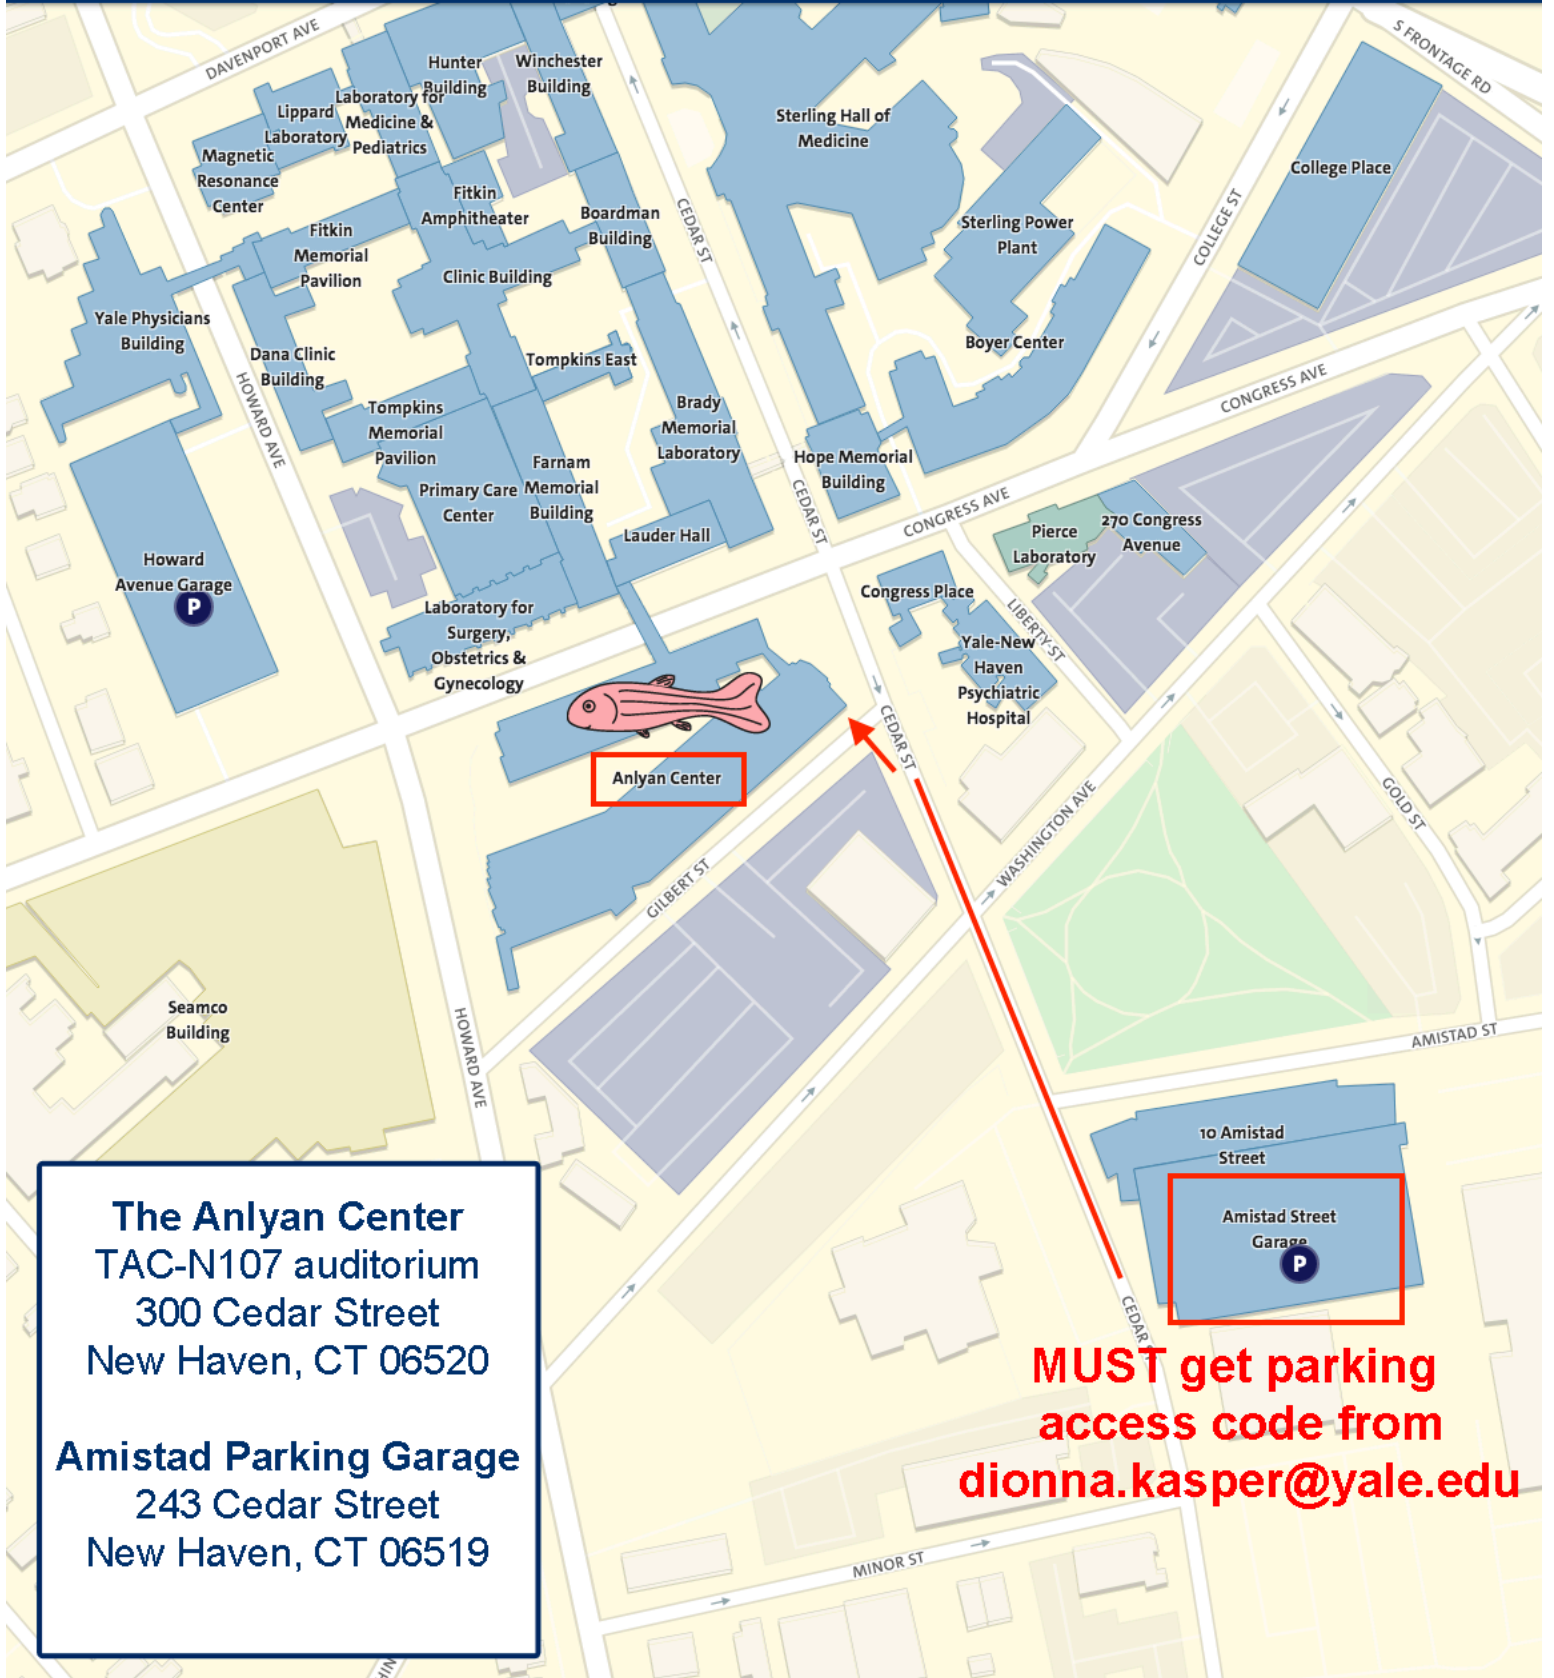 DAVENPORT AVE
S FRONTAGE RD
Hunter
Building
Winchester
Building
Lippard
Laboratory
Laboratory for
Medicine &
Pediatrics
Sterling Hall of
Medicine
College Place
Magnetic
Resonance
Center
Fitkin
Amphitheater
Boardman
Building
CEDAR ST
Sterling Power
Plant
COLLEGE ST
Fitkin
Memorial
Pavilion
Clinic Building
Yale Physicians
Building
Dana Clinic
Building
Tompkins East
Boyer Center
HOWARD AVE
CONGRESS AVE
Tompkins
Memorial
Pavilion
Brady
Memorial
Laboratory
Hope Memorial
Building
Primary Care
Center
Farnam
Memorial
Building
CEDAR ST
CONGRESS AVE
Lauder Hall
Pierce
Laboratory
270 Congress
Avenue
Howard
Avenue Garage
P
Laboratory for
Surgery,
Obstetrics &
Gynecology
Congress Place
LIBERTY ST
Yale-New
Haven
Psychiatric
Hospital
CEDAR ST
Anlyan Center
WASHINGTON AVE
GOLD ST
GILBERT ST
Seamco
Building
HOWARD AVE
AMISTAD ST
10 Amistad
Street
Amistad Street
Garage
P
CEDAR
The Anlyan Center
TAC-N107 auditorium
300 Cedar Street
New Haven, CT 06520
Amistad Parking Garage
243 Cedar Street
New Haven, CT 06519
MUST get parking
access code from
dionna.kasper@yale.edu
MINOR ST